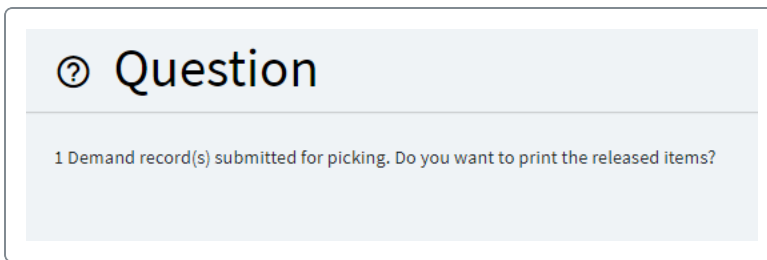 Question
1 Demand record(s) submitted for picking. Do you want to print the released items?